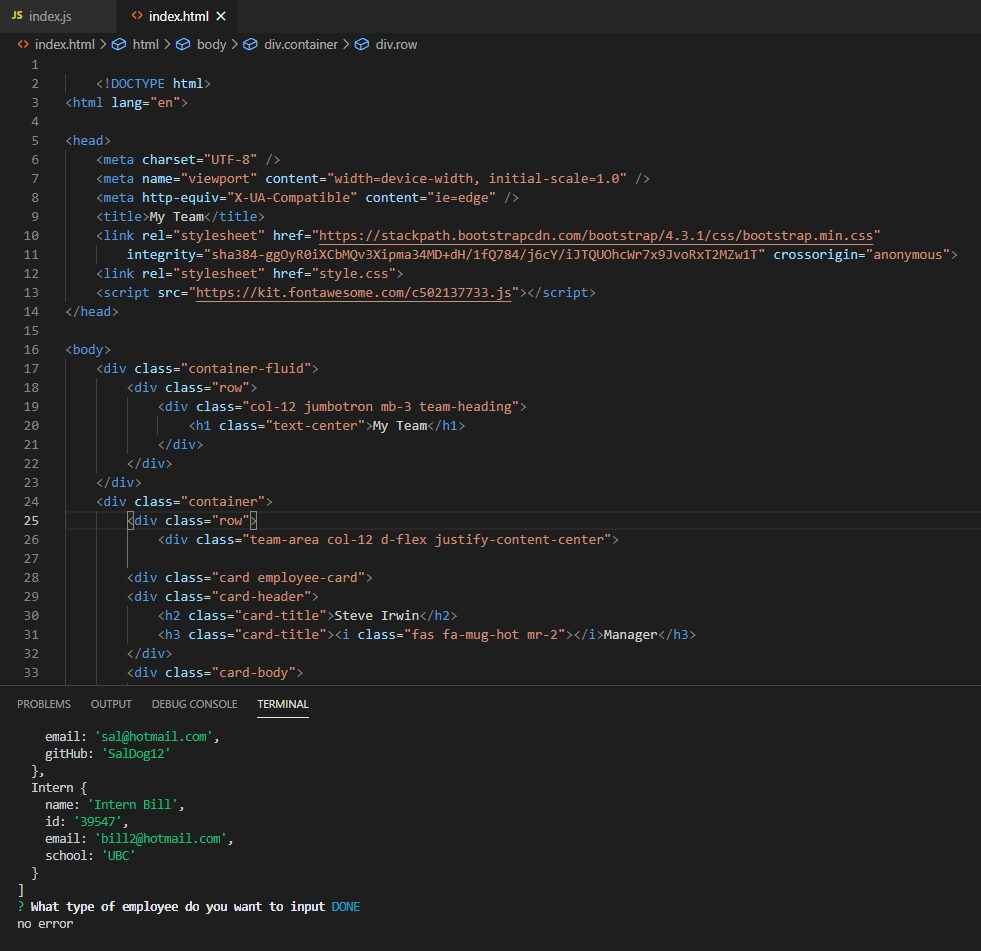 JS index.js <> index.html ×
<> index.html > html > body > div.container > div.row
1
2 <!DOCTYPE html>
3 <html lang="en">
4
5 <head>
6 <meta charset="UTF-8" />
7 <meta name="viewport" content="width=device-width, initial-scale=1.0" />
8 <meta http-equiv="X-UA-Compatible" content="ie=edge" />
9 <title>My Team</title>
10 <link rel="stylesheet" href="https://stackpath.bootstrapcdn.com/bootstrap/4.3.1/css/bootstrap.min.css"
11 integrity="sha384-ggOyR0iXCbMQv3Xipma34MD+dH/1fQ784/j6cY/iJTQUOhcWr7x9JvoRxT2MZw1T" crossorigin="anonymous">
12 <link rel="stylesheet" href="style.css">
13 <script src="https://kit.fontawesome.com/c502137733.js"></script>
14 </head>
15
16 <body>
17 <div class="container-fluid">
18 <div class="row">
19 <div class="col-12 jumbotron mb-3 team-heading">
20 <h1 class="text-center">My Team</h1>
21 </div>
22 </div>
23 </div>
24 <div class="container">
25 <div class="row">
26 <div class="team-area col-12 d-flex justify-content-center">
27
28 <div class="card employee-card">
29 <div class="card-header">
30 <h2 class="card-title">Steve Irwin</h2>
31 <h3 class="card-title"><i class="fas fa-mug-hot mr-2"></i>Manager</h3>
32 </div>
33 <div class="card-body">
PROBLEMS OUTPUT DEBUG CONSOLE TERMINAL
email: 'sal@hotmail.com',
gitHub: 'SalDog12'
},
Intern {
name: 'Intern Bill',
id: '39547',
email: 'bill2@hotmail.com',
school: 'UBC'
}
]
? What type of employee do you want to input DONE
no error